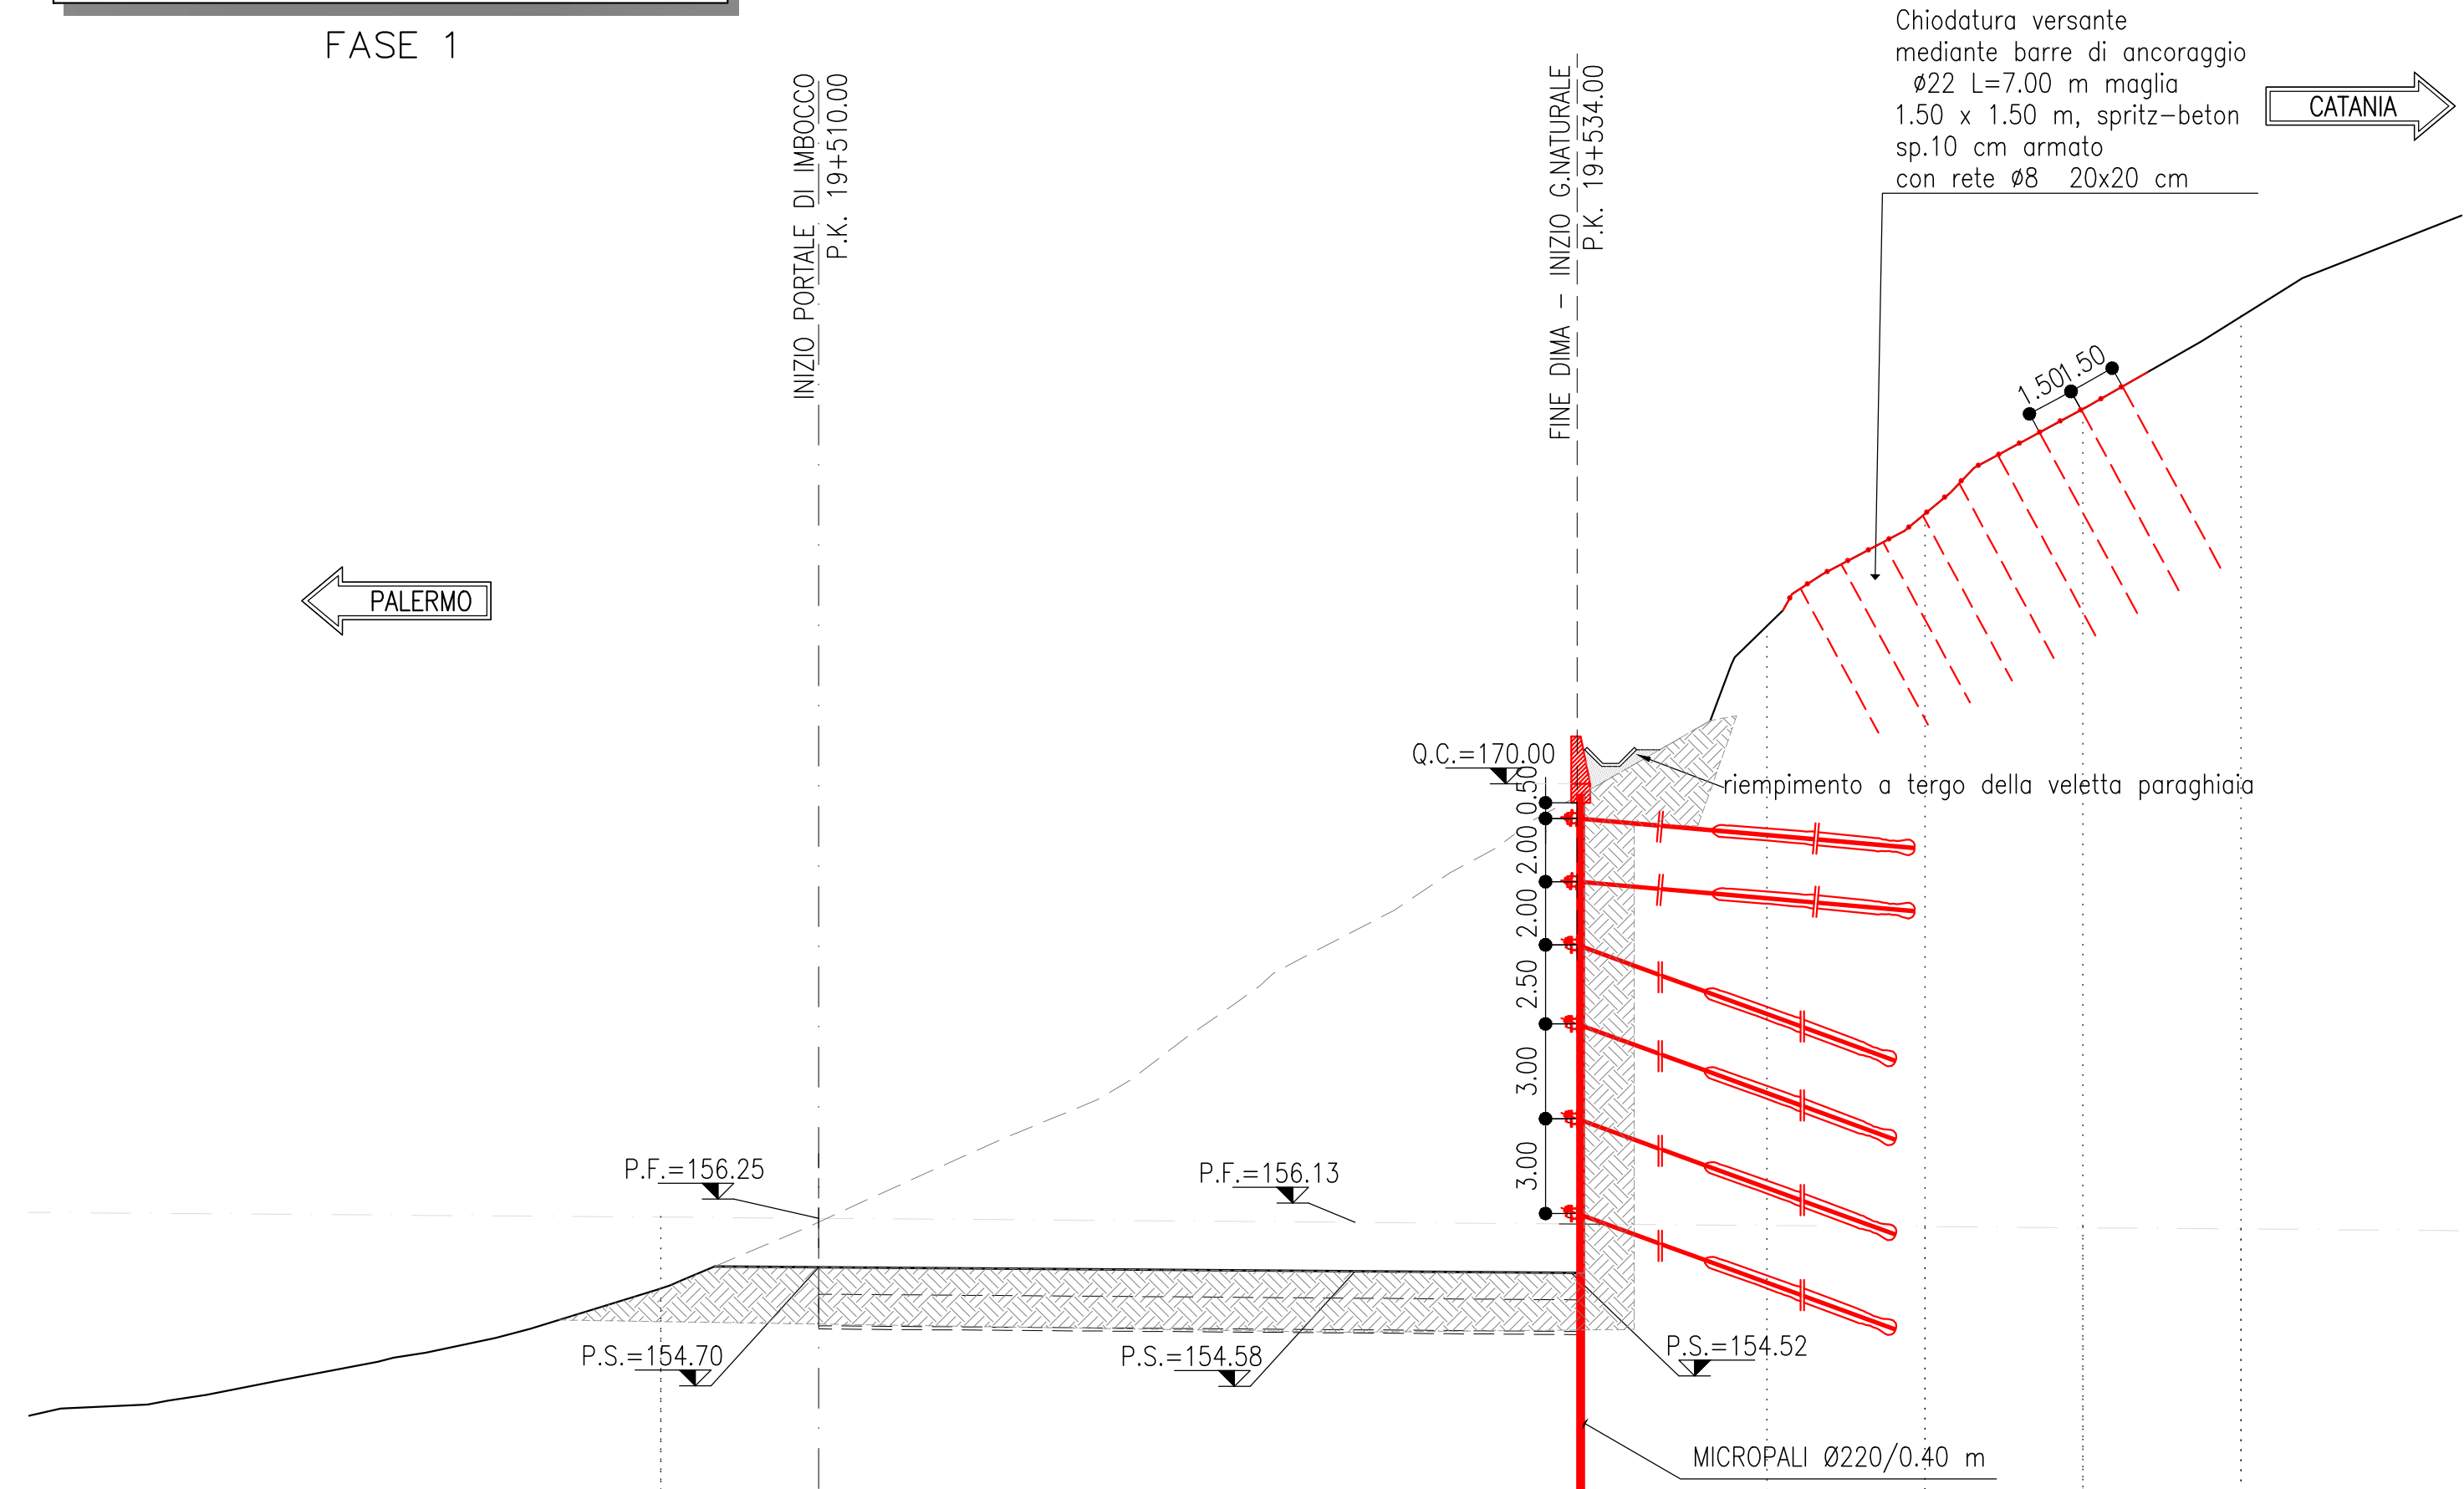 FASE 1
INIZIO PORTALE DI IMBOCCO
P.K. 19+510.00
FINE DIMA – INIZIO G.NATURALE
P.K. 19+534.00
Chiodatura versante
mediante barre di ancoraggio
ø22 L=7.00 m maglia
1.50 x 1.50 m, spritz-beton
sp.10 cm armato
con rete ø8 20x20 cm
CATANIA
1.50
1.50
PALERMO
Q.C.=170.00
riempimento a tergo della veletta paraghiaia
0.50
2.00
2.00
2.50
3.00
3.00
P.F.=156.25
P.F.=156.13
P.S.=154.70
P.S.=154.58
P.S.=154.52
MICROPALI Ø220/0.40 m